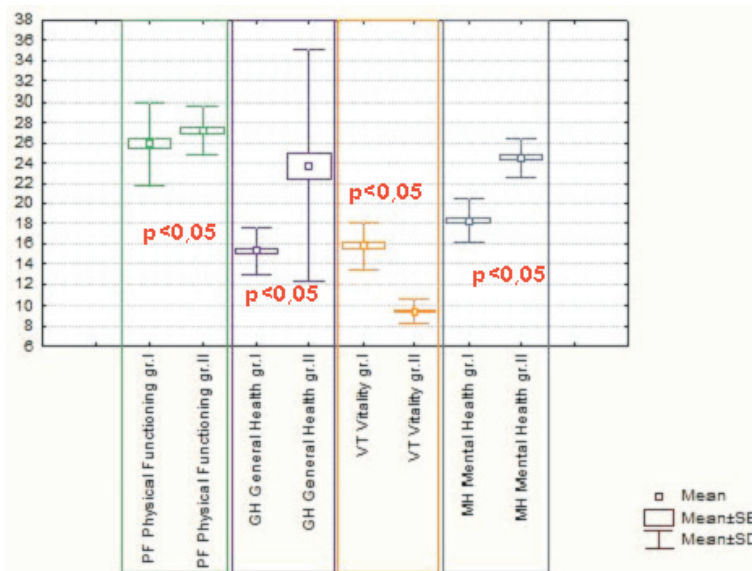 38
36
34
32
30
28
26
24
22
20
18
16
14
12
10
8
6
p<0,05
p<0,05
p<0,05
p<0,05
PF Physical Functioning gr.I
PF Physical Functioning gr.II
GH General Health gr.I
GH General Health gr.II
VT Vitality gr.I
VT Vitality gr.II
MH Mental Health gr.I
MH Mental Health gr.II
Mean
Mean±SE
Mean±SD